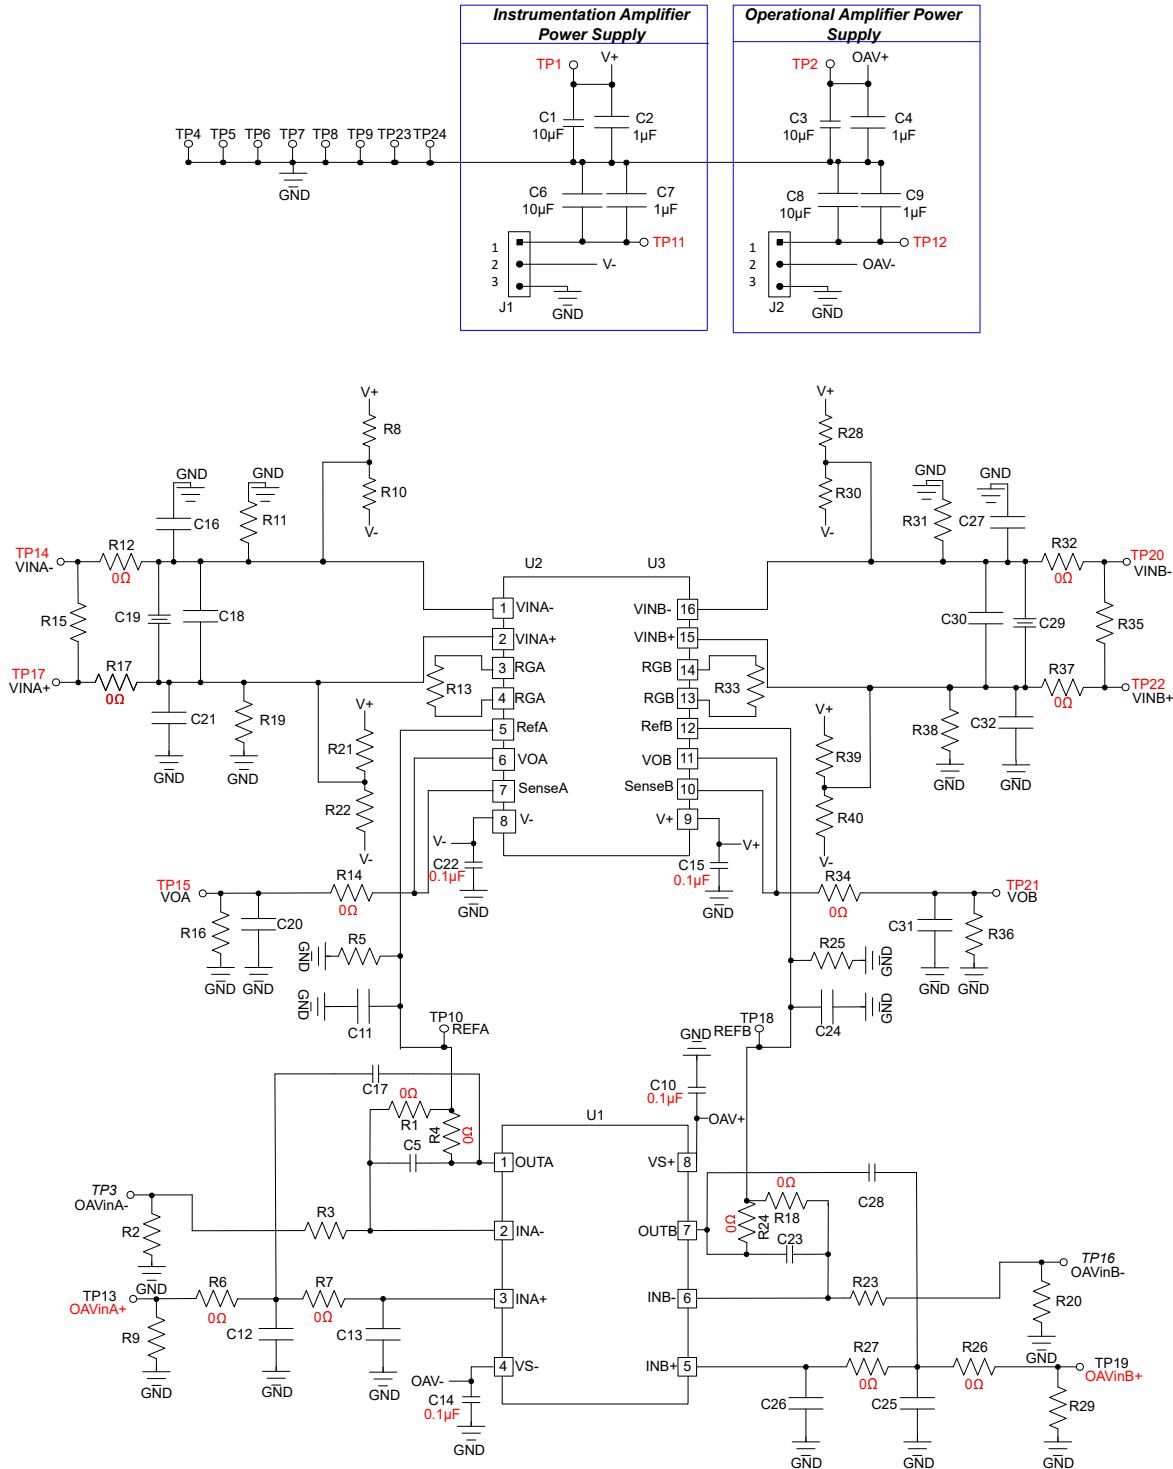 Instrumentation Amplifier
Power Supply
Operational Amplifier Power
Supply
TP1
V+
TP2
OAV+
C1
10µF
C2
1µF
C3
10µF
C4
1µF
TP4 TP5 TP6 TP7 TP8 TP9 TP23 TP24
GND
C6
10µF
C7
1µF
C8
10µF
C9
1µF
1
TP11
2
V-
3
J1
GND
1
TP12
2
OAV-
3
J2
GND
V+
R8
R10
V-
V+
R28
R30
V-
GND
C16
GND
R11
GND
R31
GND
C27
TP14
VINA-
R12
0Ω
R32
0Ω
TP20
VINB-
U2
U3
R15
C19
C18
C30
C29
R35
1 VINA-
2 VINA+
3 RGA
4 RGA
5 RefA
6 VOA
7 SenseA
8 V-
VINB- 16
VINB+ 15
RGB 14
RGB 13
RefB 12
VOB 11
SenseB 10
V+ 9
R13
R33
TP17
VINA+
R17
0Ω
R37
0Ω
TP22
VINB+
C21
GND
R19
GND
V+
R21
R22
V-
V+
R39
R40
V-
R38
GND
C32
GND
V-
C22
0.1µF
GND
V+
C15
0.1µF
GND
TP15
VOA
R14
0Ω
R34
0Ω
TP21
VOB
R16
GND
C20
GND
C31
GND
R36
GND
GND
R5
R25
GND
GND
C11
C24
GND
TP10
REFA
TP18
REFB
GND
C10
0.1µF
OAV+
C17
0Ω
R1
R4
0Ω
C5
U1
1 OUTA
2 INA-
3 INA+
4 VS-
VS+ 8
OUTB 7
INB- 6
INB+ 5
C28
0Ω
R18
0Ω
R24
C23
TP3
OAVinA-
R2
GND
R3
TP16
OAVinB-
R23
R20
GND
TP13
OAVinA+
R6
0Ω
R7
0Ω
R9
GND
C12
GND
C13
GND
OAV-
C14
0.1µF
GND
R27
0Ω
R26
0Ω
TP19
OAVinB+
C26
GND
C25
GND
R29
GND